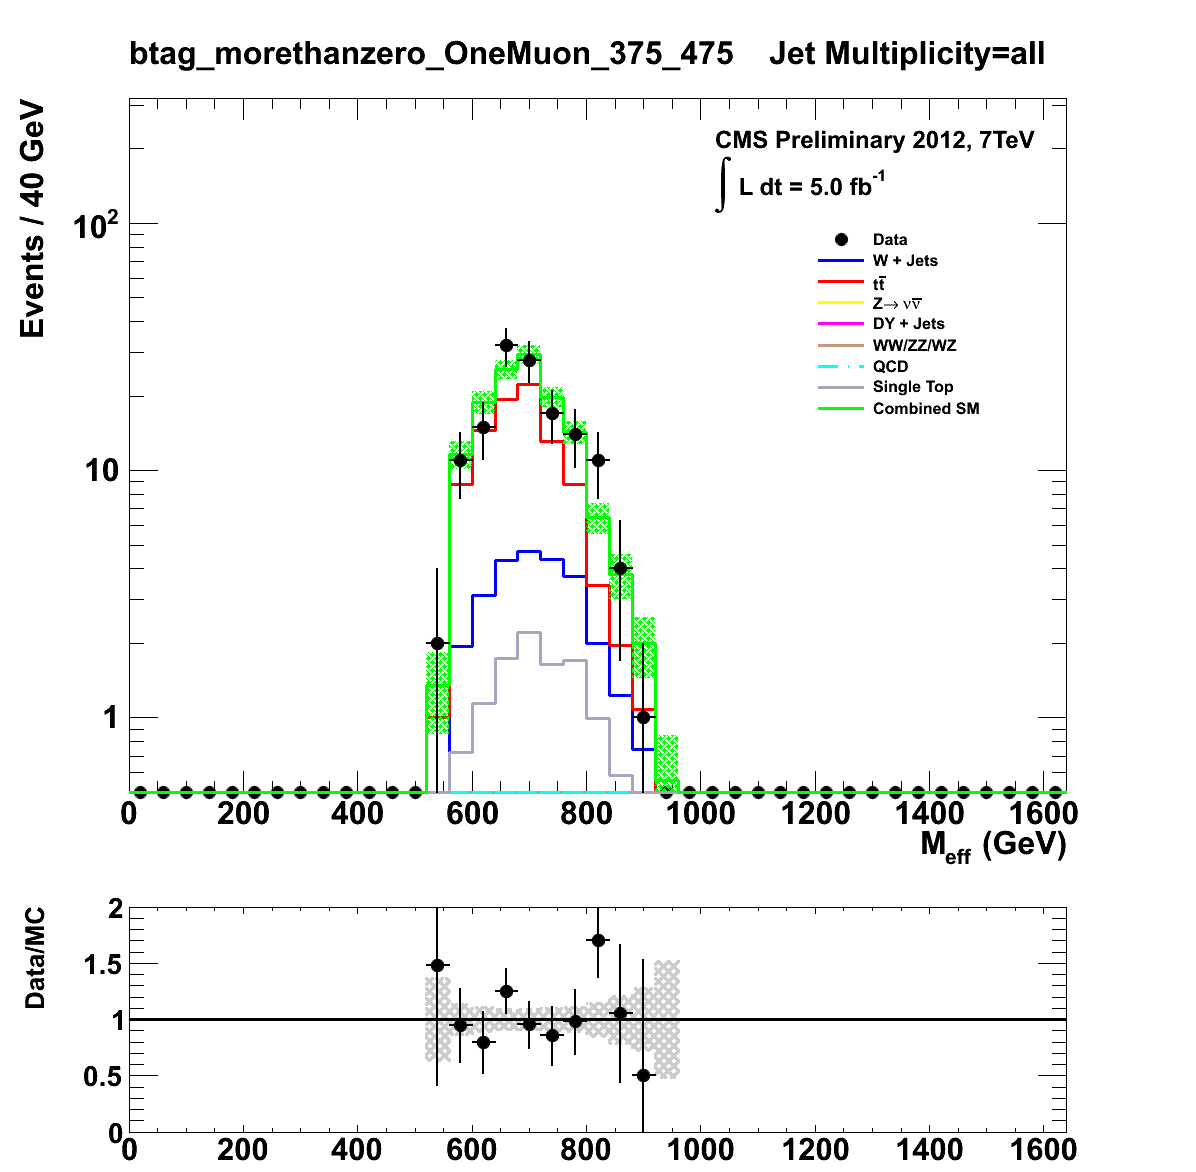 btag_morethanzero_OneMuon_375_475 Jet Multiplicity=all
Events / 40 GeV
CMS Preliminary 2012, 7TeV
∫ L dt = 5.0 fb⁻¹
Data
W + Jets
tt̅
Z→ νν̅
DY + Jets
WW/ZZ/WZ
QCD
Single Top
Combined SM
10²
10
1
0 200 400 600 800 1000 1200 1400 1600
M_eff (GeV)
Data/MC
2
1.5
1
0.5
0
0 200 400 600 800 1000 1200 1400 1600